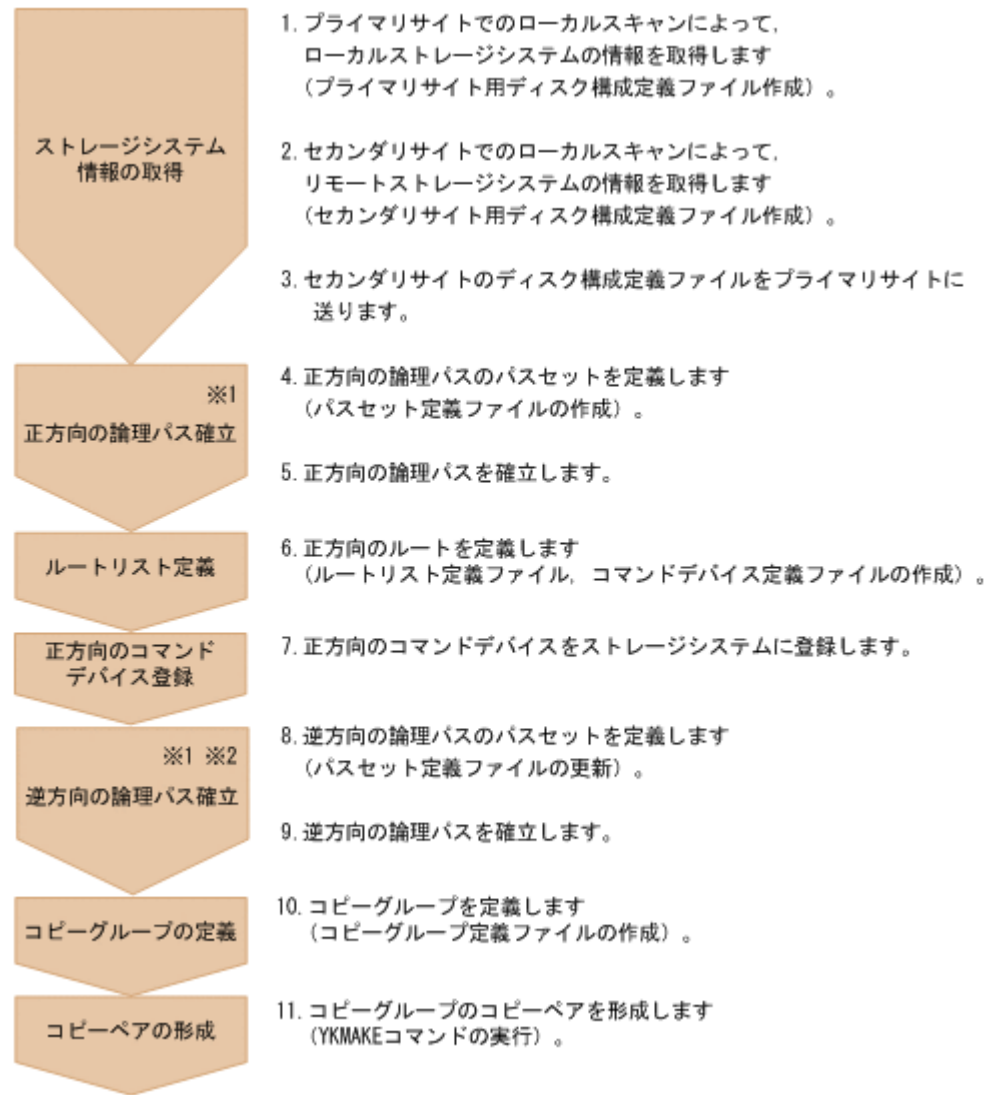 ストレージシステム
情報の取得
1. プライマリサイトでのローカルスキャンによって,
ローカルストレージシステムの情報を取得します
(プライマリサイト用ディスク構成定義ファイル作成)。
2. セカンダリサイトでのローカルスキャンによって,
リモートストレージシステムの情報を取得します
(セカンダリサイト用ディスク構成定義ファイル作成)。
3. セカンダリサイトのディスク構成定義ファイルをプライマリサイトに
送ります。
※1
正方向の論理パス確立
4. 正方向の論理パスのパスセットを定義します
(パスセット定義ファイルの作成)。
5. 正方向の論理パスを確立します。
ルートリスト定義
6. 正方向のルートを定義します
(ルートリスト定義ファイル, コマンドデバイス定義ファイルの作成)。
正方向のコマンド
デバイス登録
7. 正方向のコマンドデバイスをストレージシステムに登録します。
※1 ※2
逆方向の論理パス確立
8. 逆方向の論理パスのパスセットを定義します
(パスセット定義ファイルの更新)。
9. 逆方向の論理パスを確立します。
コピーグループの定義
10. コピーグループを定義します
(コピーグループ定義ファイルの作成)。
コピーペアの形成
11. コピーグループのコピーペアを形成します
(YKMAKEコマンドの実行)。